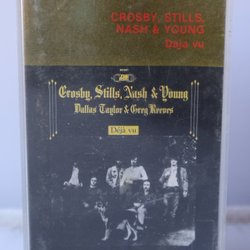 CROSBY, STILLS,
NASH & YOUNG
Deja vu
Crosby, Stills, Nash & Young
Dallas Taylor & Greg Reeves
Déjà vu